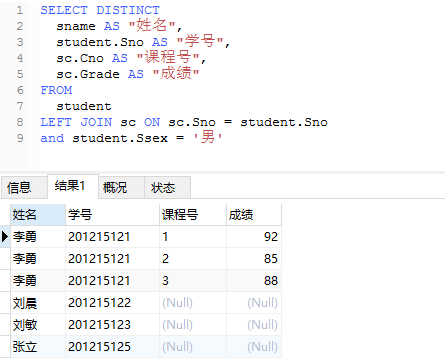 1 SELECT DISTINCT
2 sname AS "姓名",
3 student.Sno AS "学号",
4 sc.Cno AS "课程号",
5 sc.Grade AS "成绩"
6 FROM
7 student
8 LEFT JOIN sc ON sc.Sno = student.Sno
9 and student.Ssex = '男'
信息 结果1 概况 状态
姓名 学号 课程号 成绩
李勇 201215121 1 92
李勇 201215121 2 85
李勇 201215121 3 88
刘晨 201215122 (Null) (Null)
刘敏 201215123 (Null) (Null)
张立 201215125 (Null) (Null)